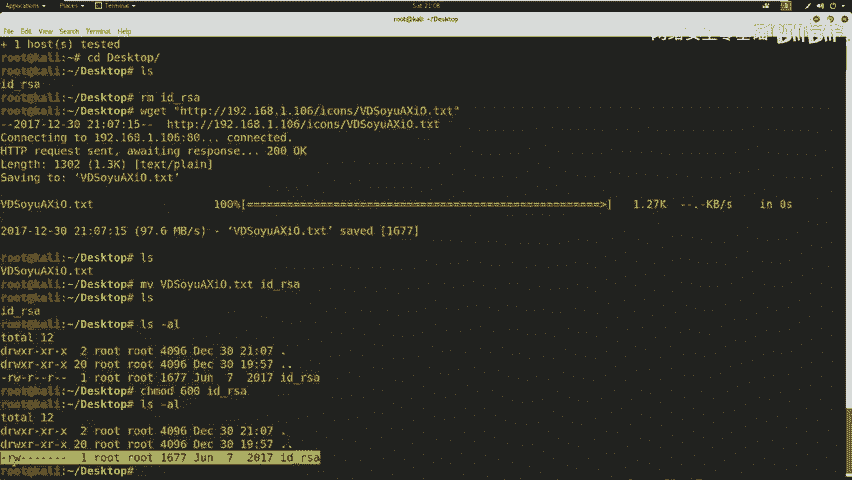 Applications Places Terminal Sat 21:08
root@kali: ~/Desktop
File Edit View Search Terminal Help
+ 1 host(s) tested
root@kali:~# cd Desktop/
root@kali:~/Desktop# ls
id_rsa
root@kali:~/Desktop# rm id_rsa
root@kali:~/Desktop# wget "http://192.168.1.106/icons/VDSoyuAXiO.txt"
--2017-12-30 21:07:15-- http://192.168.1.106/icons/VDSoyuAXiO.txt
Connecting to 192.168.1.106:80... connected.
HTTP request sent, awaiting response... 200 OK
Length: 1302 (1.3K) [text/plain]
Saving to: ‘VDSoyuAXiO.txt’
VDSoyuAXiO.txt 100%[===================================================>] 1.27K --.-KB/s in 0s
2017-12-30 21:07:15 (97.6 MB/s) - ‘VDSoyuAXiO.txt’ saved [1677]
root@kali:~/Desktop# ls
VDSoyuAXiO.txt
root@kali:~/Desktop# mv VDSoyuAXiO.txt id_rsa
root@kali:~/Desktop# ls
id_rsa
root@kali:~/Desktop# ls -al
total 12
drwxr-xr-x 2 root root 4096 Dec 30 21:07 .
drwxr-xr-x 20 root root 4096 Dec 30 19:57 ..
-rw-r--r-- 1 root root 1677 Jun 7 2017 id_rsa
root@kali:~/Desktop# chmod 600 id_rsa
root@kali:~/Desktop# ls -al
total 12
drwxr-xr-x 2 root root 4096 Dec 30 21:07 .
drwxr-xr-x 20 root root 4096 Dec 30 19:57 ..
-rw------- 1 root root 1677 Jun 7 2017 id_rsa
root@kali:~/Desktop#